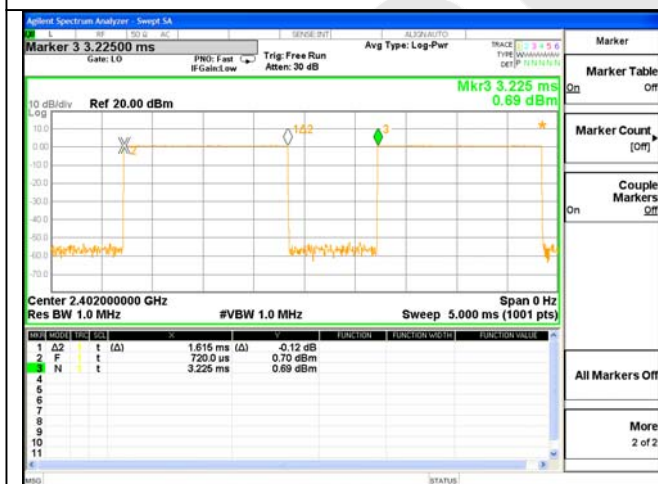 Agilent Spectrum Analyzer - Swept SA
L RF 50 Ω AC SENSE:INT ALIGNAUTO
Marker 3 3.22500 ms
Gate: LO
PNO: Fast
IFGain:Low
Trig: Free Run
Atten: 30 dB
Avg Type: Log-Pwr
TRACE 1 2 3 4 5 6
TYPE
DET P N N N N N
Mkr3 3.225 ms
0.69 dBm
10 dB/div Ref 20.00 dBm
Log
10.0
0.00
-10.0
-20.0
-30.0
-40.0
-50.0
-60.0
-70.0
1Δ2
2
3
Center 2.402000000 GHz Span 0 Hz
Res BW 1.0 MHz #VBW 1.0 MHz Sweep 5.000 ms (1001 pts)
MKR MODE TRC SCL X Y FUNCTION FUNCTION WIDTH FUNCTION VALUE
1 Δ2 1 t (Δ) 1.615 ms (Δ) -0.12 dB
2 F 1 t 720.0 µs 0.70 dBm
3 N 1 t 3.225 ms 0.69 dBm
4
5
6
7
8
9
10
11
MSG STATUS
Marker
Marker Table
On Off
Marker Count
[Off]
Couple
Markers
On Off
All Markers Off
More
2 of 2